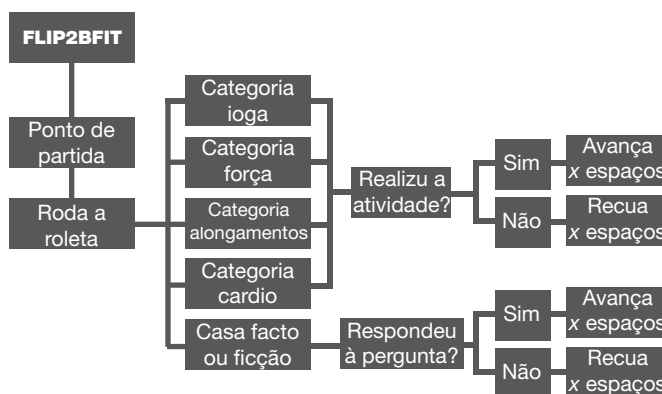 FLIP2BFIT
Ponto de
partida
Roda a
roleta
Categoria
ioga
Categoria
força
Categoria
alongamentos
Categoria
cardio
Casa facto
ou ficção
Realizu a
atividade?
Sim
Avança
x espaços
Não
Recua
x espaços
Respondeu
à pergunta?
Sim
Avança
x espaços
Não
Recua
x espaços